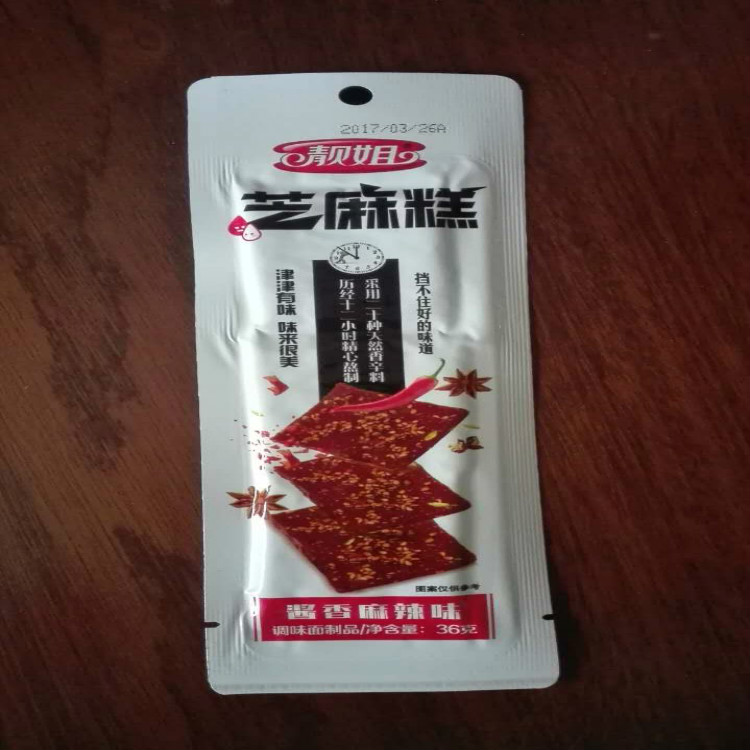 2017/03/26A
靓姐
芝麻糕
津津有味 味来很美
采用二十种天然香辛料
历经十二小时精心熬制
挡不住好的味道
图案仅供参考
酱香麻辣味
调味面制品/净含量：36克